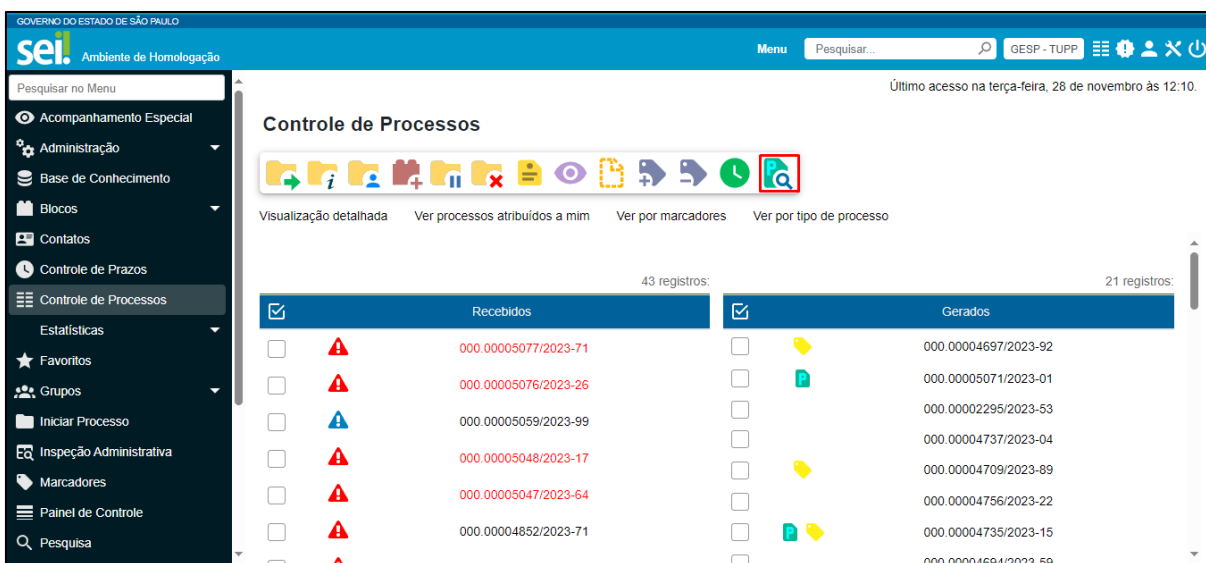 GOVERNO DO ESTADO DE SÃO PAULO
sei! Ambiente de Homologação
Menu Pesquisar... GESP - TUPP
Pesquisar no Menu
Acompanhamento Especial
Administração
Base de Conhecimento
Blocos
Contatos
Controle de Prazos
Controle de Processos
Estatísticas
Favoritos
Grupos
Iniciar Processo
Inspeção Administrativa
Marcadores
Painel de Controle
Pesquisa
Último acesso na terça-feira, 28 de novembro às 12:10.
Controle de Processos
Visualização detalhada Ver processos atribuídos a mim Ver por marcadores Ver por tipo de processo
43 registros:
Recebidos
000.00005077/2023-71
000.00005076/2023-26
000.00005059/2023-99
000.00005048/2023-17
000.00005047/2023-64
000.00004852/2023-71
21 registros:
Gerados
000.00004697/2023-92
000.00005071/2023-01
000.00002295/2023-53
000.00004737/2023-04
000.00004709/2023-89
000.00004756/2023-22
000.00004735/2023-15
000.00004694/2023-59